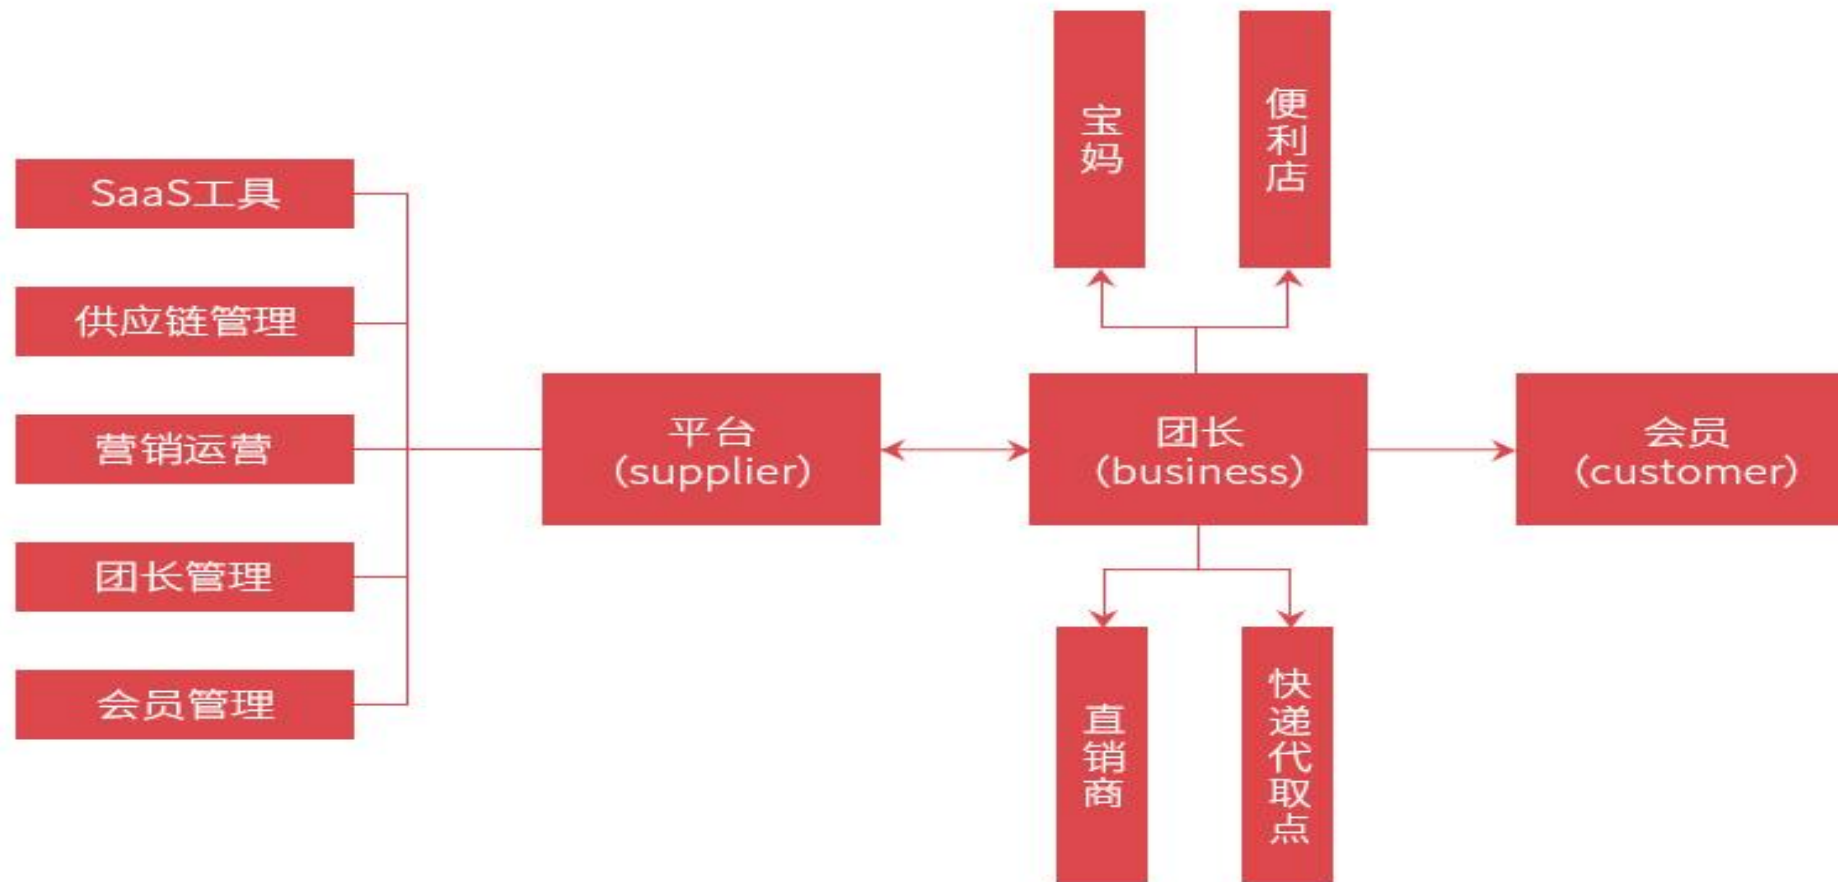 SaaS工具
供应链管理
营销运营
团长管理
会员管理
平台
（supplier）
宝妈
便利店
团长
（business）
直销商
快递代取点
会员
（customer）